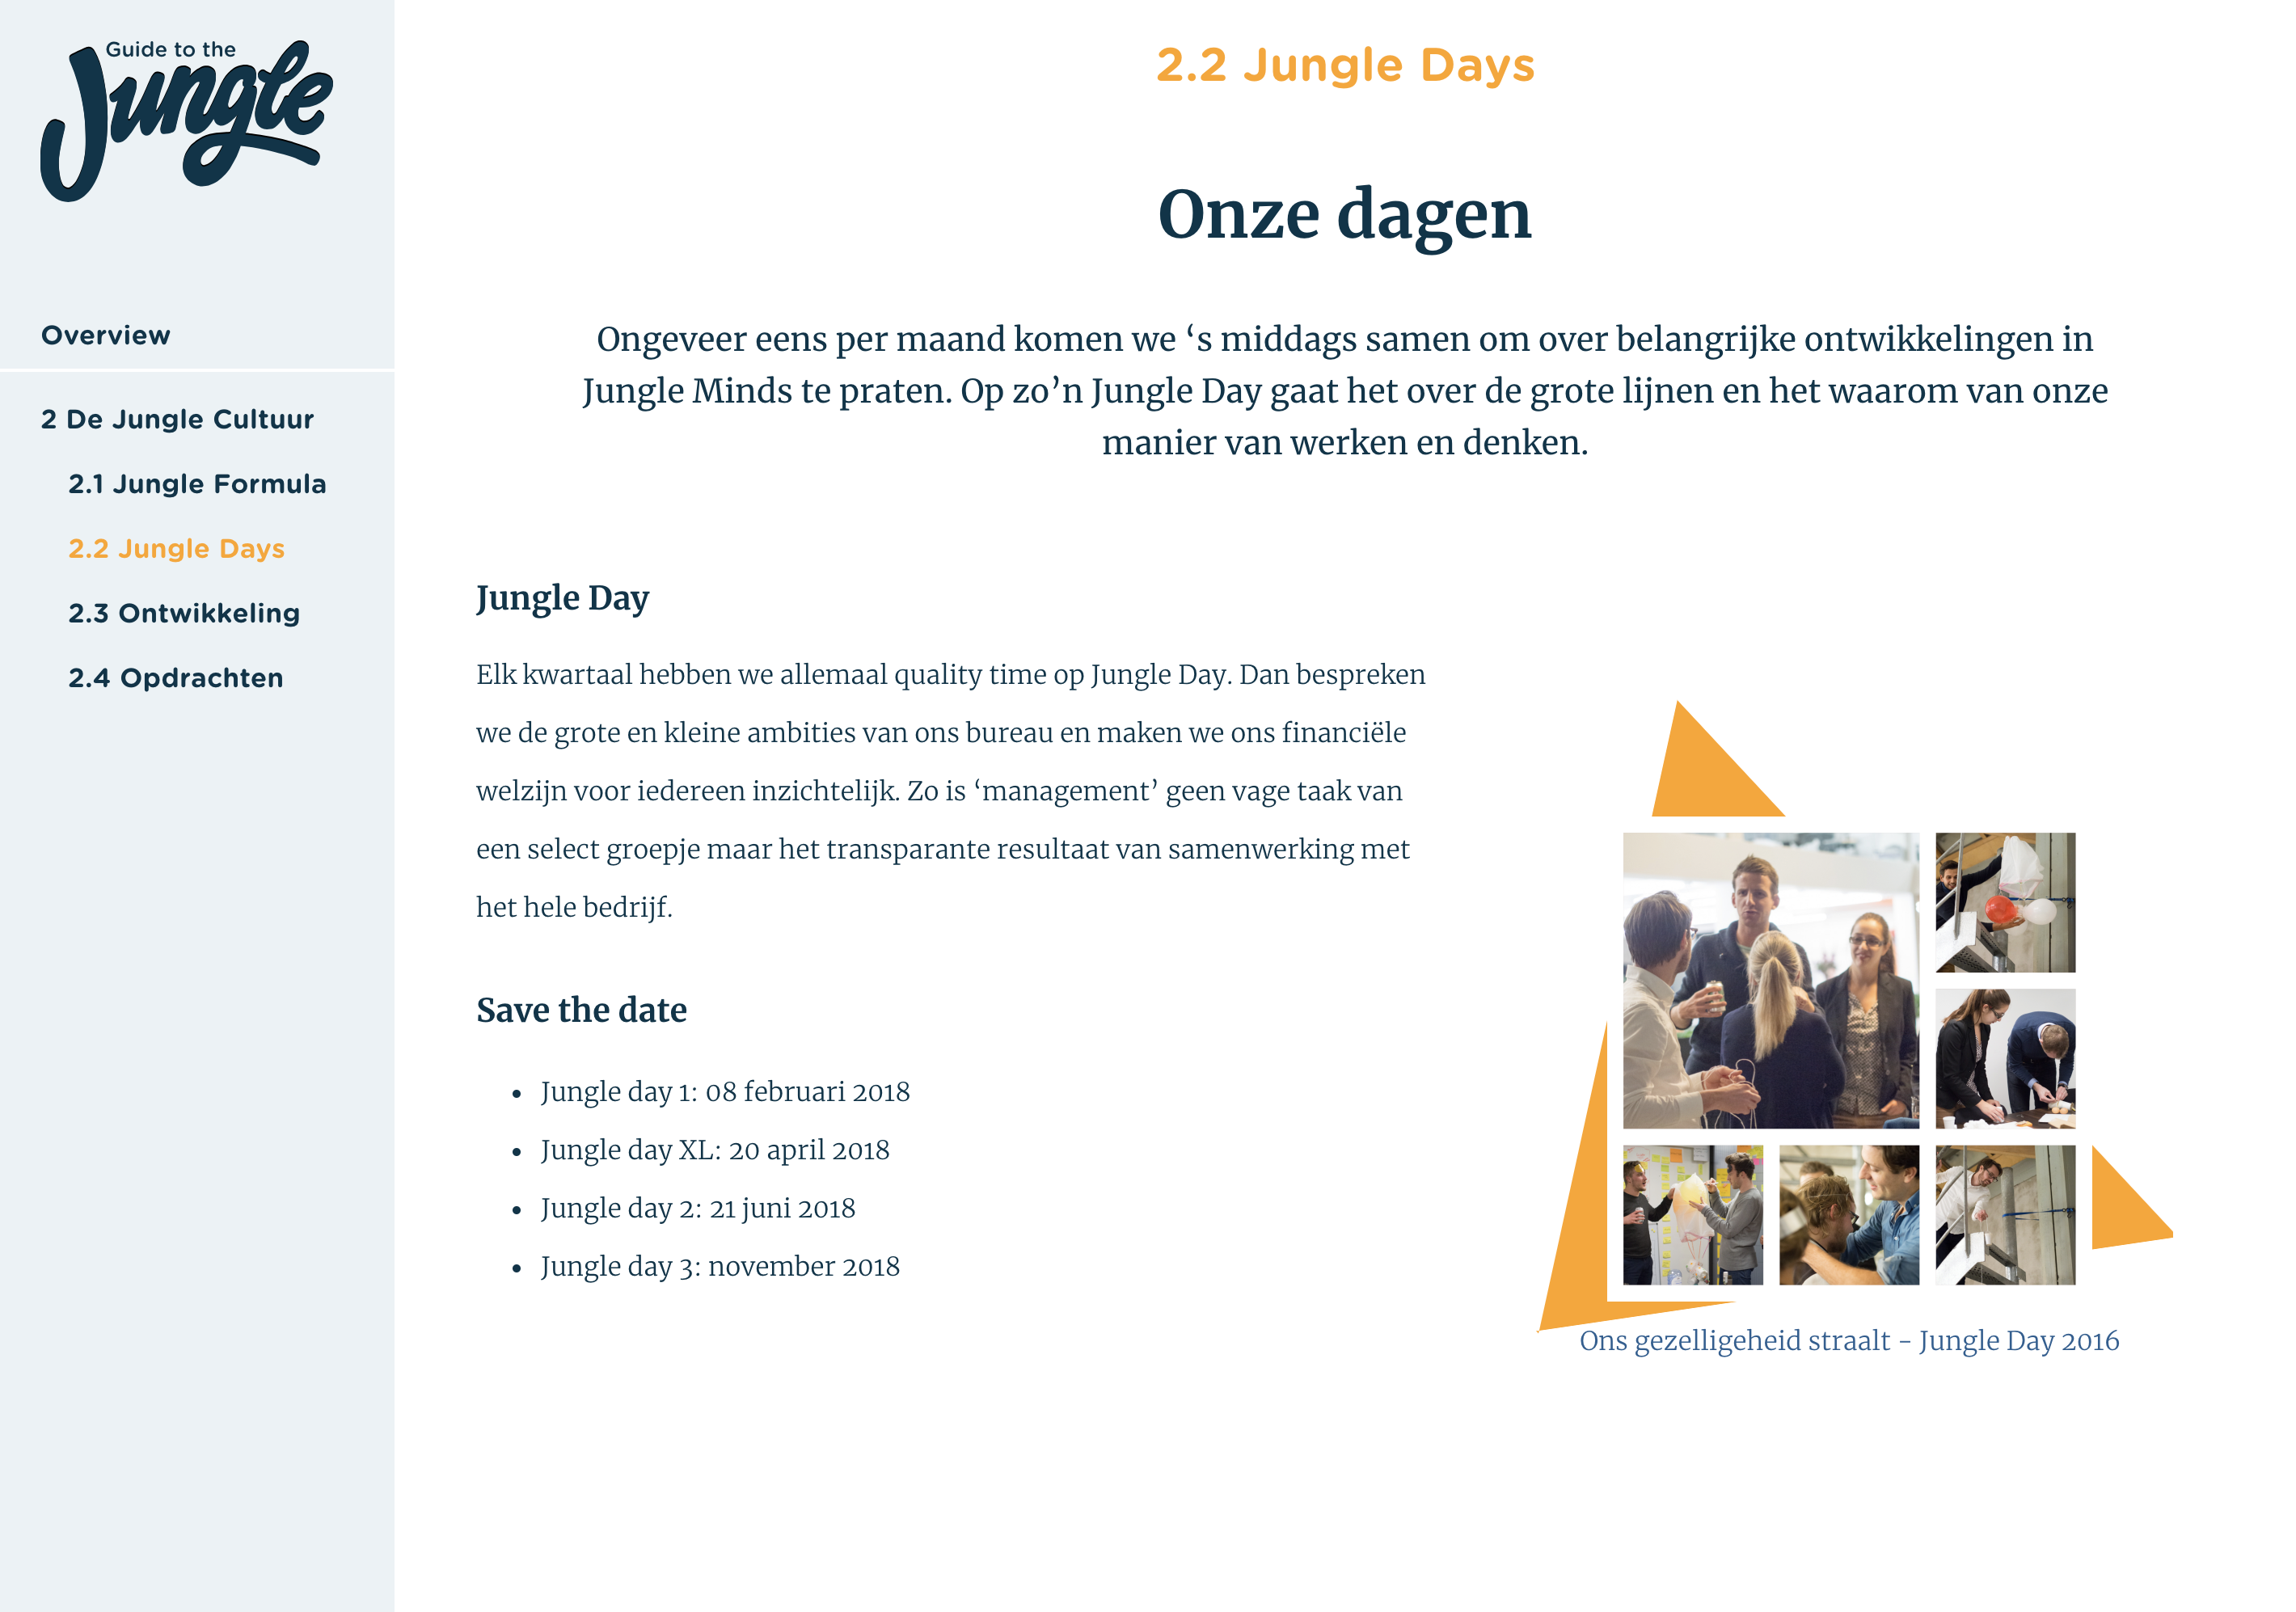 Guide to the
Jungle
Overview
2 De Jungle Cultuur
2.1 Jungle Formula
2.2 Jungle Days
2.3 Ontwikkeling
2.4 Opdrachten
2.2 Jungle Days
Onze dagen
Ongeveer eens per maand komen we ‘s middags samen om over belangrijke ontwikkelingen in
Jungle Minds te praten. Op zo’n Jungle Day gaat het over de grote lijnen en het waarom van onze
manier van werken en denken.
Jungle Day
Elk kwartaal hebben we allemaal quality time op Jungle Day. Dan bespreken
we de grote en kleine ambities van ons bureau en maken we ons financiële
welzijn voor iedereen inzichtelijk. Zo is ‘management’ geen vage taak van
een select groepje maar het transparante resultaat van samenwerking met
het hele bedrijf.
Save the date
• Jungle day 1: 08 februari 2018
• Jungle day XL: 20 april 2018
• Jungle day 2: 21 juni 2018
• Jungle day 3: november 2018
Ons gezelligeheid straalt - Jungle Day 2016